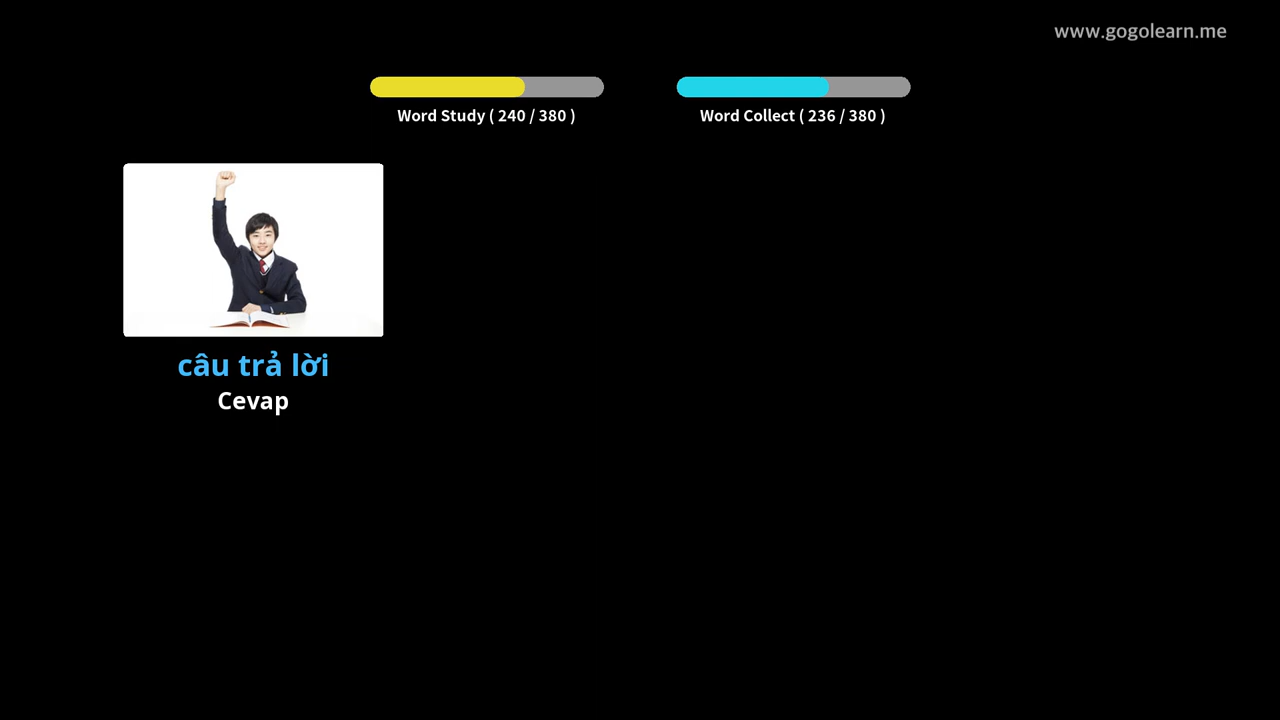 www.gogolearn.me
Word Study ( 240 / 380 )
Word Collect ( 236 / 380 )
câu trả lời
Cevap